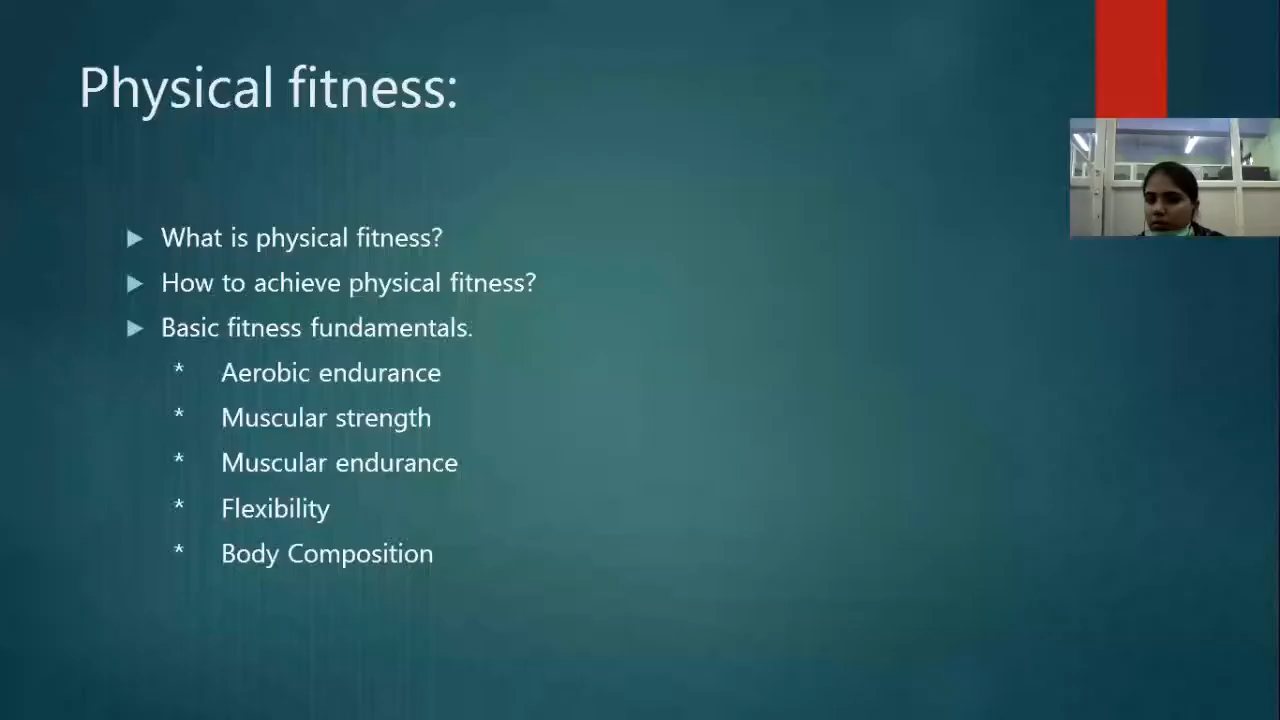 Physical fitness:
What is physical fitness?
How to achieve physical fitness?
Basic fitness fundamentals.
* Aerobic endurance
* Muscular strength
* Muscular endurance
* Flexibility
* Body Composition